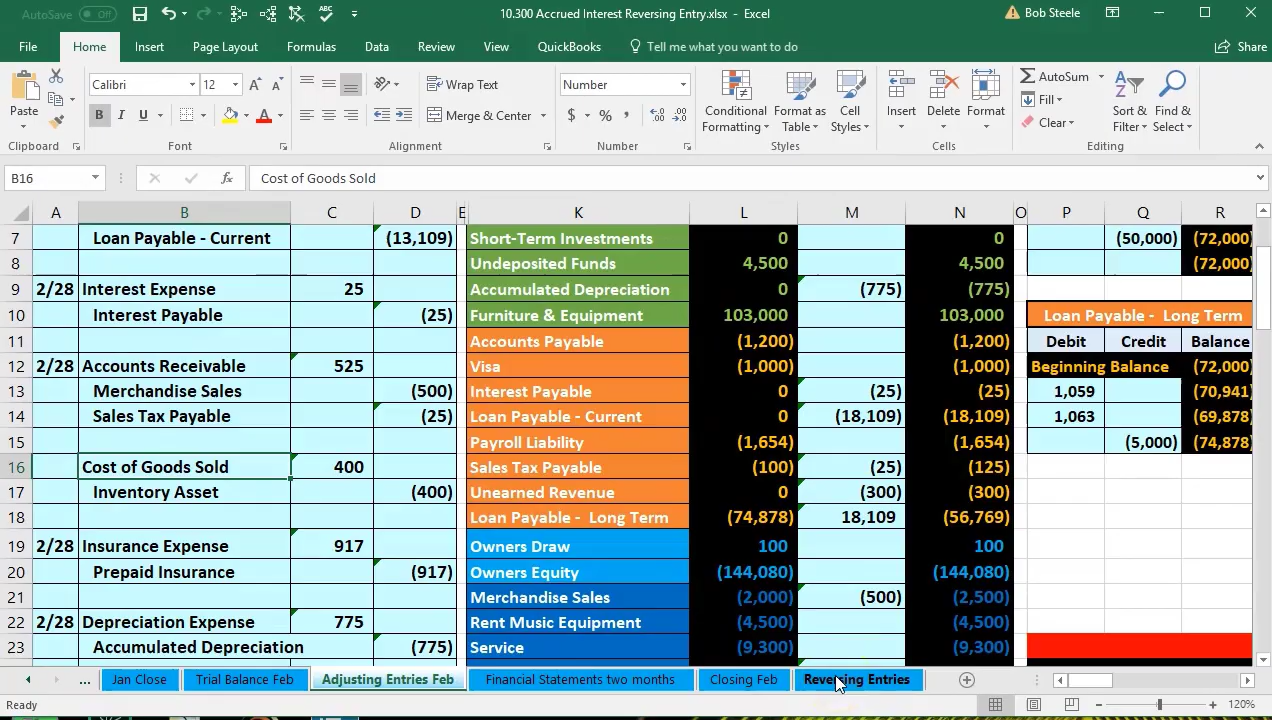 AutoSave Off
10.300 Accrued Interest Reversing Entry.xlsx - Excel
Bob Steele
File Home Insert Page Layout Formulas Data Review View QuickBooks Tell me what you want to do Share
Calibri 12 Wrap Text Number AutoSum
Paste B I U A Merge & Center $ % Conditional Formatting Format as Table Cell Styles Insert Delete Format Fill Clear Sort & Filter Find & Select
Clipboard Font Alignment Number Styles Cells Editing
B16 fx Cost of Goods Sold
A B C D E K L M N O P Q R
7 Loan Payable - Current (13,109) Short-Term Investments 0 0 (50,000) (72,000)
8 Undeposited Funds 4,500 4,500 (72,000)
9 2/28 Interest Expense 25 Accumulated Depreciation 0 (775) (775)
10 Interest Payable (25) Furniture & Equipment 103,000 103,000 Loan Payable - Long Term
11 Accounts Payable (1,200) (1,200) Debit Credit Balance
12 2/28 Accounts Receivable 525 Visa (1,000) (1,000) Beginning Balance (72,000)
13 Merchandise Sales (500) Interest Payable 0 (25) (25) 1,059 (70,941)
14 Sales Tax Payable (25) Loan Payable - Current 0 (18,109) (18,109) 1,063 (69,878)
15 Payroll Liability (1,654) (1,654) (5,000) (74,878)
16 Cost of Goods Sold 400 Sales Tax Payable (100) (25) (125)
17 Inventory Asset (400) Unearned Revenue 0 (300) (300)
18 Loan Payable - Long Term (74,878) 18,109 (56,769)
19 2/28 Insurance Expense 917 Owners Draw 100 100
20 Prepaid Insurance (917) Owners Equity (144,080) (144,080)
21 Merchandise Sales (2,000) (500) (2,500)
22 2/28 Depreciation Expense 775 Rent Music Equipment (4,500) (4,500)
23 Accumulated Depreciation (775) Service (9,300) (9,300)
... Jan Close Trial Balance Feb Adjusting Entries Feb Financial Statements two months Closing Feb Reversing Entries
Ready 120%